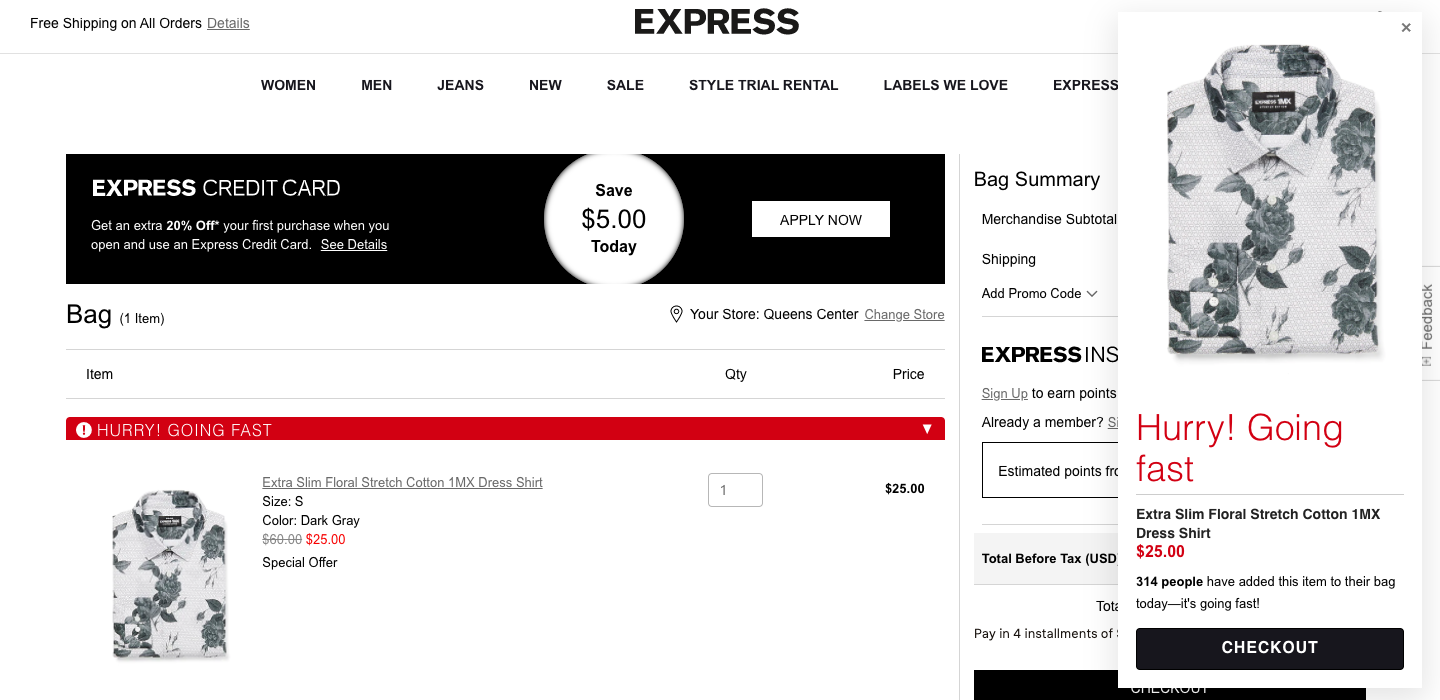 Free Shipping on All Orders Details
EXPRESS
WOMEN MEN JEANS NEW SALE STYLE TRIAL RENTAL LABELS WE LOVE EXPRESS
EXPRESS CREDIT CARD
Get an extra 20% Off* your first purchase when you
open and use an Express Credit Card. See Details
Save
$5.00
Today
APPLY NOW
Bag (1 Item)
Your Store: Queens Center Change Store
Item Qty Price
HURRY! GOING FAST
Extra Slim Floral Stretch Cotton 1MX Dress Shirt
Size: S
Color: Dark Gray
$60.00 $25.00
Special Offer
1
$25.00
Bag Summary
Merchandise Subtotal
Shipping
Add Promo Code
EXPRESS INS
Sign Up to earn points
Already a member?
Estimated points
Total Before Tax (USD)
Pay in 4 installments of
CHECKOUT
EXPRESS 1MX
Hurry! Going
fast
Extra Slim Floral Stretch Cotton 1MX
Dress Shirt
$25.00
314 people have added this item to their bag
today—it's going fast!
CHECKOUT
Feedback